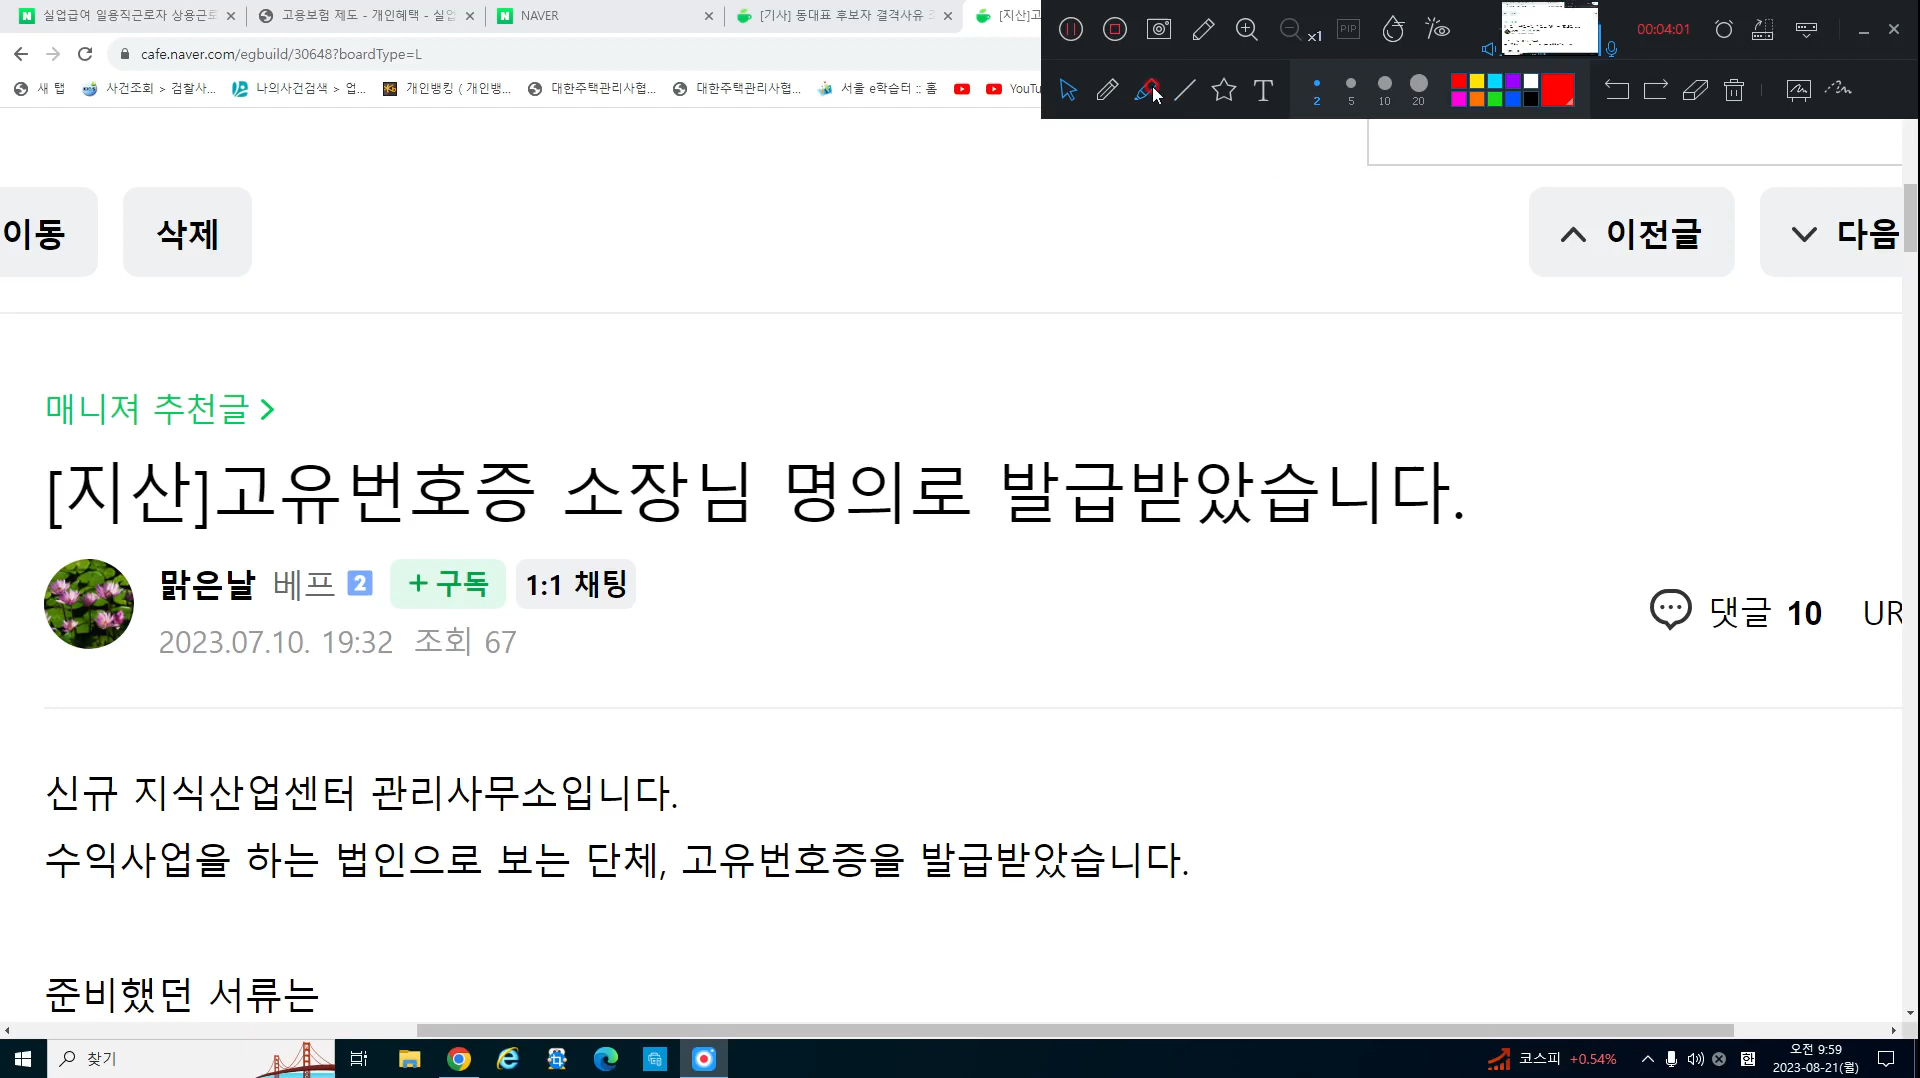 실업급여 일용직근로자 상용근로
고용보험 제도 - 개인혜택 - 실업
NAVER
[기사] 동대표 후보자 결격사유 조
[지산]고
x1
PIP
00:04:01
cafe.naver.com/egbuild/30648?boardType=L
새 탭
사건조회 > 검찰사...
나의사건검색 > 업...
개인뱅킹 ( 개인뱅...
대한주택관리사협...
대한주택관리사협...
서울 e학습터 :: 홈
YouTu
T
2
5
10
20
이동
삭제
이전글
다음
매니져 추천글 >
[지산]고유번호증 소장님 명의로 발급받았습니다.
맑은날 베프 2 + 구독 1:1 채팅
2023.07.10. 19:32 조회 67
댓글 10 UR
신규 지식산업센터 관리사무소입니다.
수익사업을 하는 법인으로 보는 단체, 고유번호증을 발급받았습니다.
준비했던 서류는
찾기
코스피 +0.54%
한
오전 9:59
2023-08-21(월)